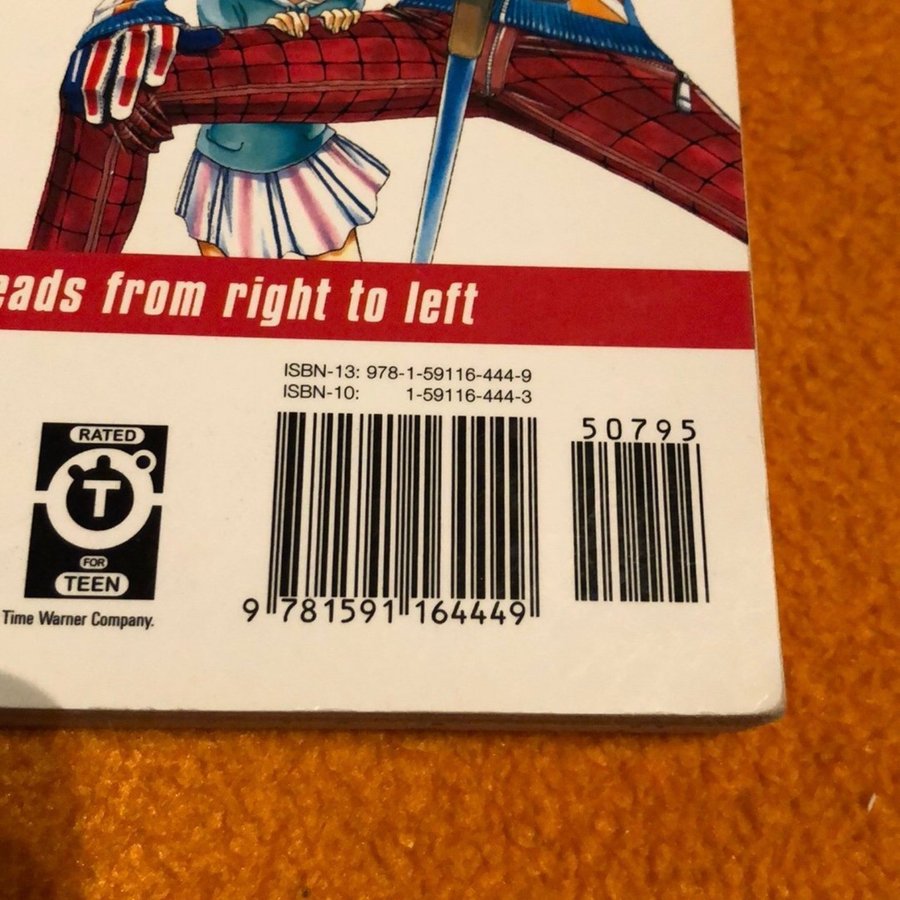 eads from right to left
ISBN-13: 978-1-59116-444-9
ISBN-10: 1-59116-444-3
50795
RATED
T
FOR
TEEN
9 781591 164449
Time Warner Company.